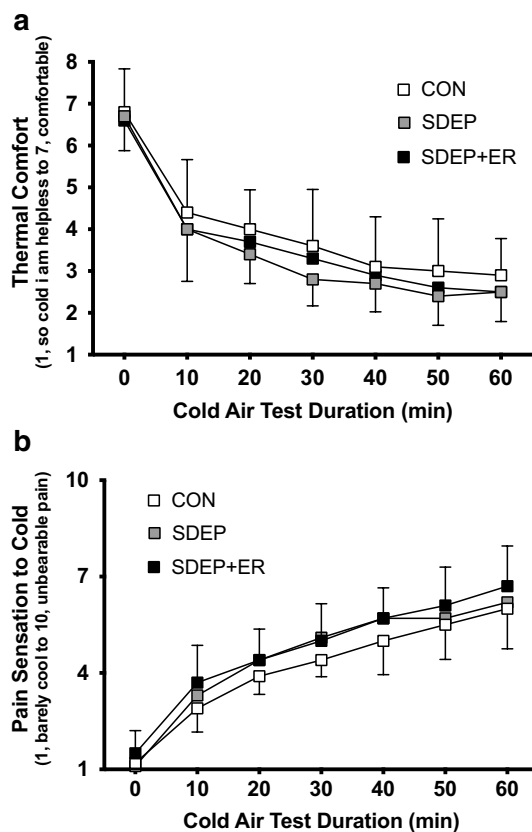 a
8
7
6
5
4
3
2
1
Thermal Comfort
(1, so cold i am helpless to 7, comfortable)
CON
SDEP
SDEP+ER
0 10 20 30 40 50 60
Cold Air Test Duration (min)
b
10
7
4
1
Pain Sensation to Cold
(1, barely cool to 10, unbearable pain)
CON
SDEP
SDEP+ER
0 10 20 30 40 50 60
Cold Air Test Duration (min)